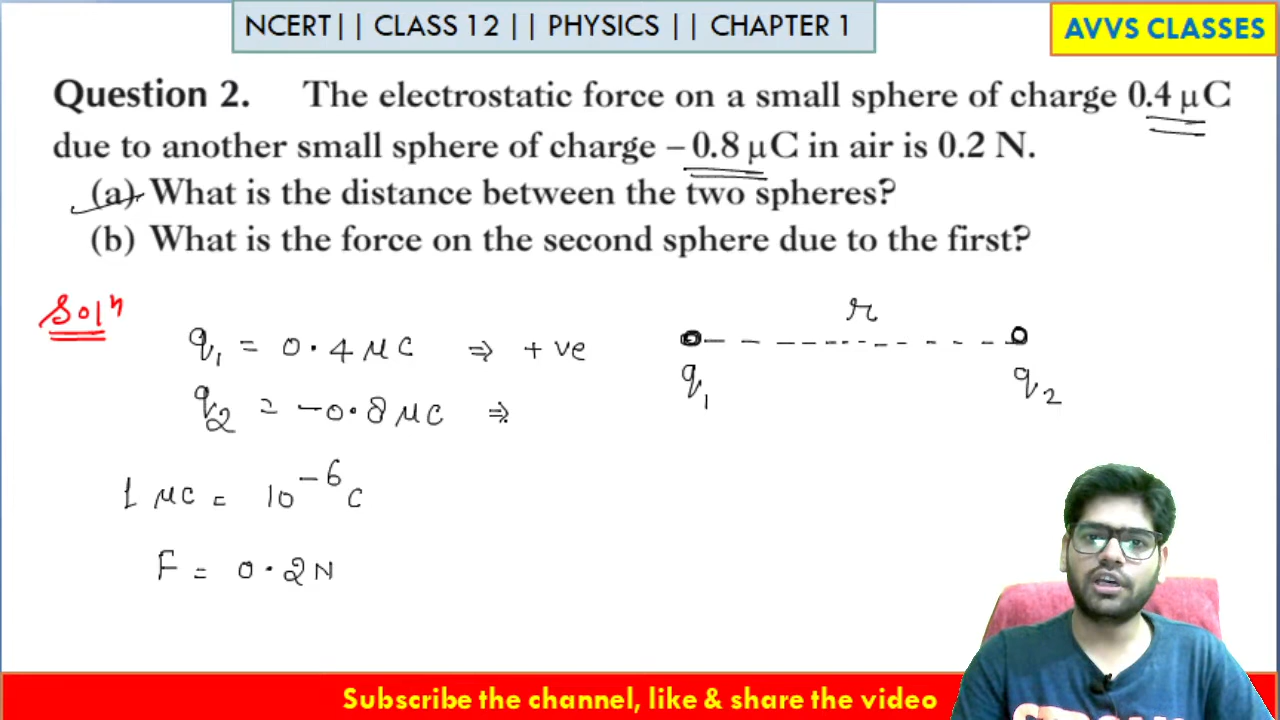 NCERT|| CLASS 12 || PHYSICS || CHAPTER 1
AVVS CLASSES
Question 2. The electrostatic force on a small sphere of charge 0.4 μC
due to another small sphere of charge – 0.8 μC in air is 0.2 N.
(a) What is the distance between the two spheres?
(b) What is the force on the second sphere due to the first?
Solⁿ
q₁ = 0.4 μC ⇒ + ve
q₂ = -0.8 μC ⇒
r
q₁ q₂
1 μC = 10⁻⁶ C
F = 0.2 N
Subscribe the channel, like & share the video